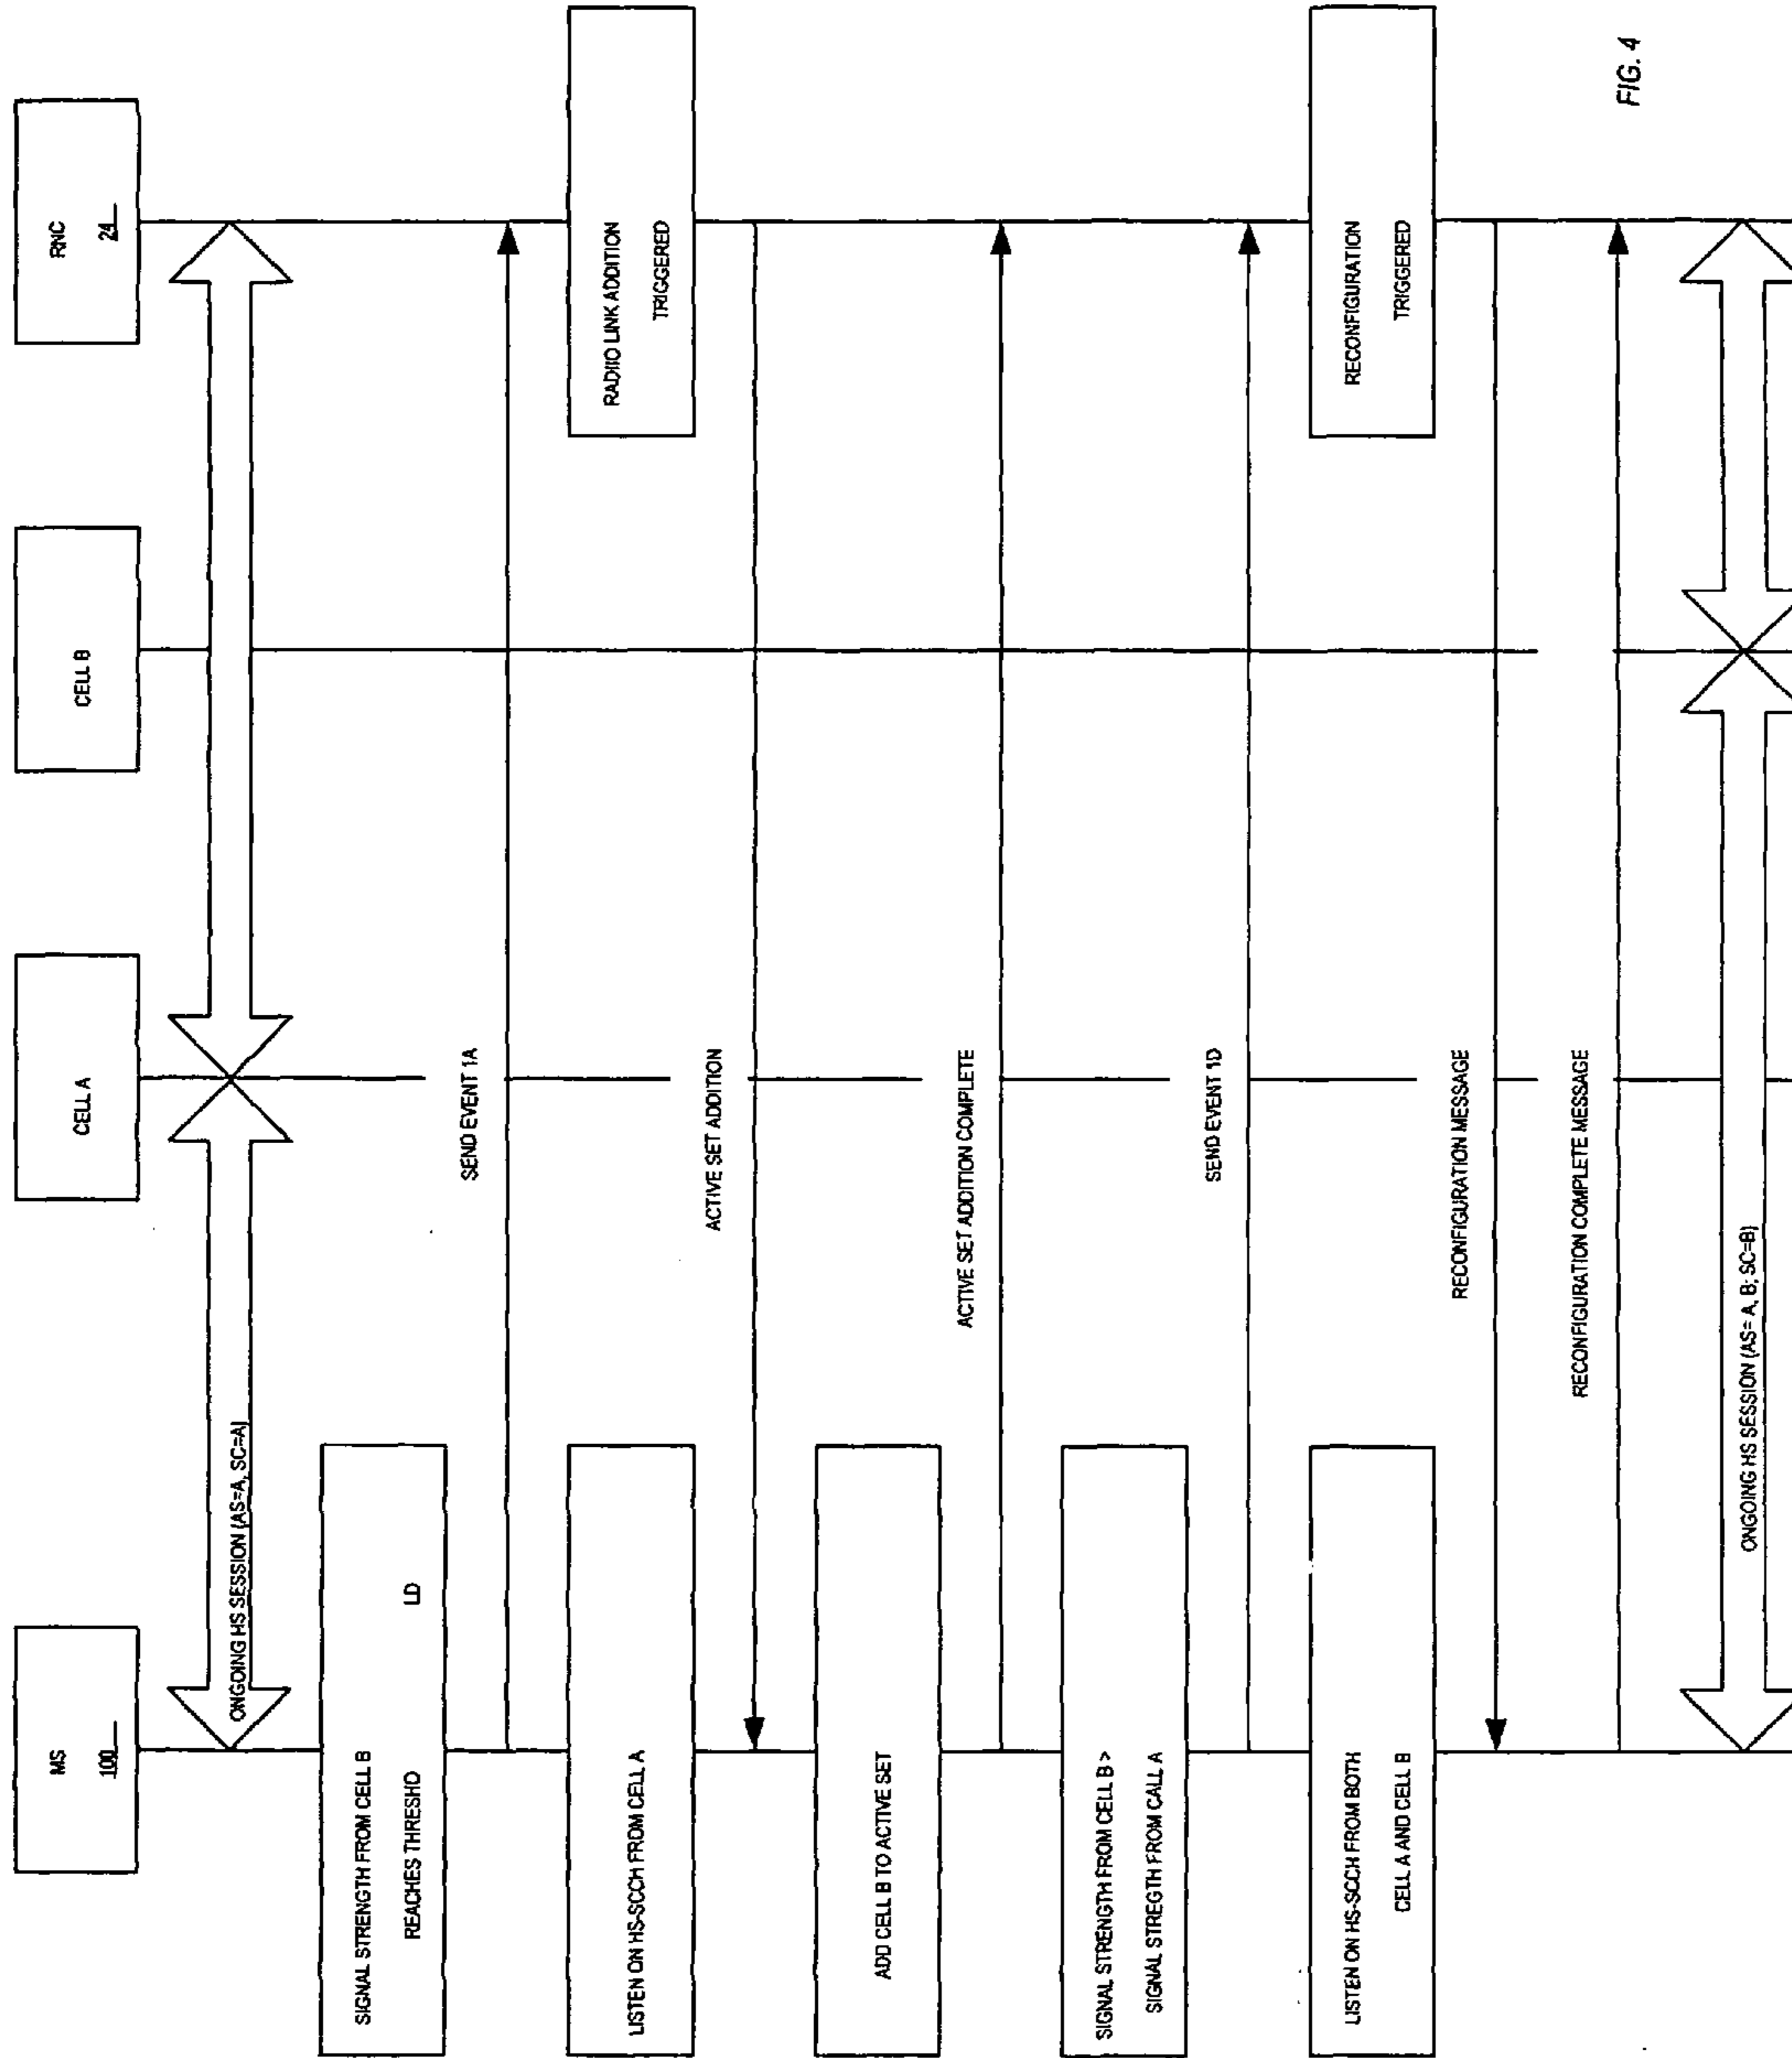 MS
100
CELL A
CELL B
RNC
24
ONGOING HS SESSION (AS=A, SC=A)
SIGNAL STRENGTH FROM CELL B
REACHES THRESHO LD
SEND EVENT 1A
LISTEN ON HS-SCCH FROM CELL A
RADIIO LINK ADDITION
TRIGGERED
ACTIVE SET ADDITION
ADD CELL B TO ACTIVE SET
ACTIVE SET ADDITION COMPLETE
SIGNAL STRENGTH FROM CELL B >
SIGNAL STREGTH FROM CALL A
SEND EVENT 1D
LISTEN ON HS-SCCH FROM BOTH
CELL A AND CELL B
RECONFIGURATION
TRIGGERED
RECONFIGURATION MESSAGE
RECONFIGURATION COMPLETE MESSAGE
ONGOING HS SESSION (AS= A, B; SC=B)
FIG. 4